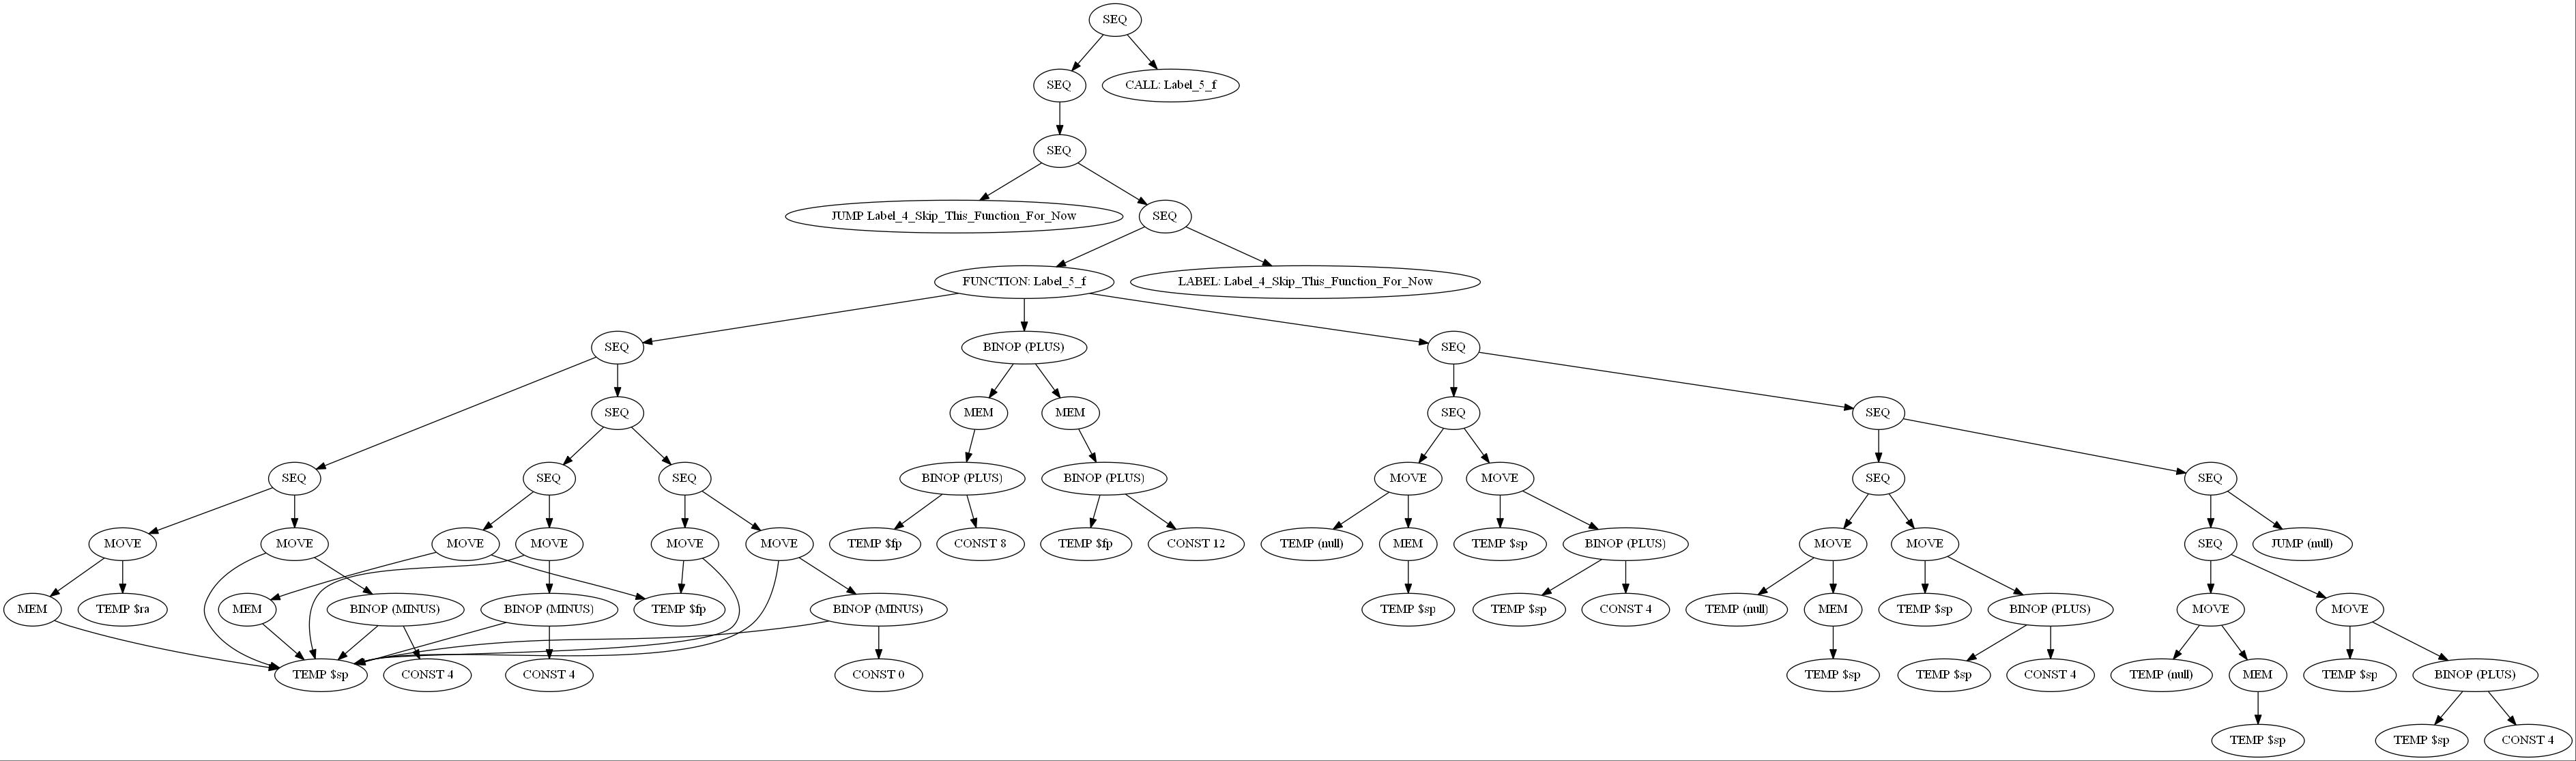 SEQ
SEQ
CALL: Label_5_f
SEQ
JUMP Label_4_Skip_This_Function_For_Now
SEQ
FUNCTION: Label_5_f
LABEL: Label_4_Skip_This_Function_For_Now
SEQ
BINOP (PLUS)
SEQ
SEQ
MEM
MEM
SEQ
SEQ
SEQ
SEQ
SEQ
BINOP (PLUS)
BINOP (PLUS)
MOVE
MOVE
SEQ
SEQ
MOVE
MOVE
MOVE
MOVE
MOVE
MOVE
TEMP $fp
CONST 8
TEMP $fp
CONST 12
TEMP (null)
MEM
TEMP $sp
BINOP (PLUS)
MOVE
MOVE
SEQ
JUMP (null)
MEM
TEMP $ra
MEM
BINOP (MINUS)
BINOP (MINUS)
TEMP $fp
BINOP (MINUS)
TEMP $sp
TEMP $sp
CONST 4
TEMP (null)
MEM
TEMP $sp
BINOP (PLUS)
MOVE
MOVE
TEMP $sp
CONST 4
CONST 4
CONST 0
TEMP $sp
TEMP $sp
CONST 4
TEMP (null)
MEM
TEMP $sp
BINOP (PLUS)
TEMP $sp
TEMP $sp
CONST 4